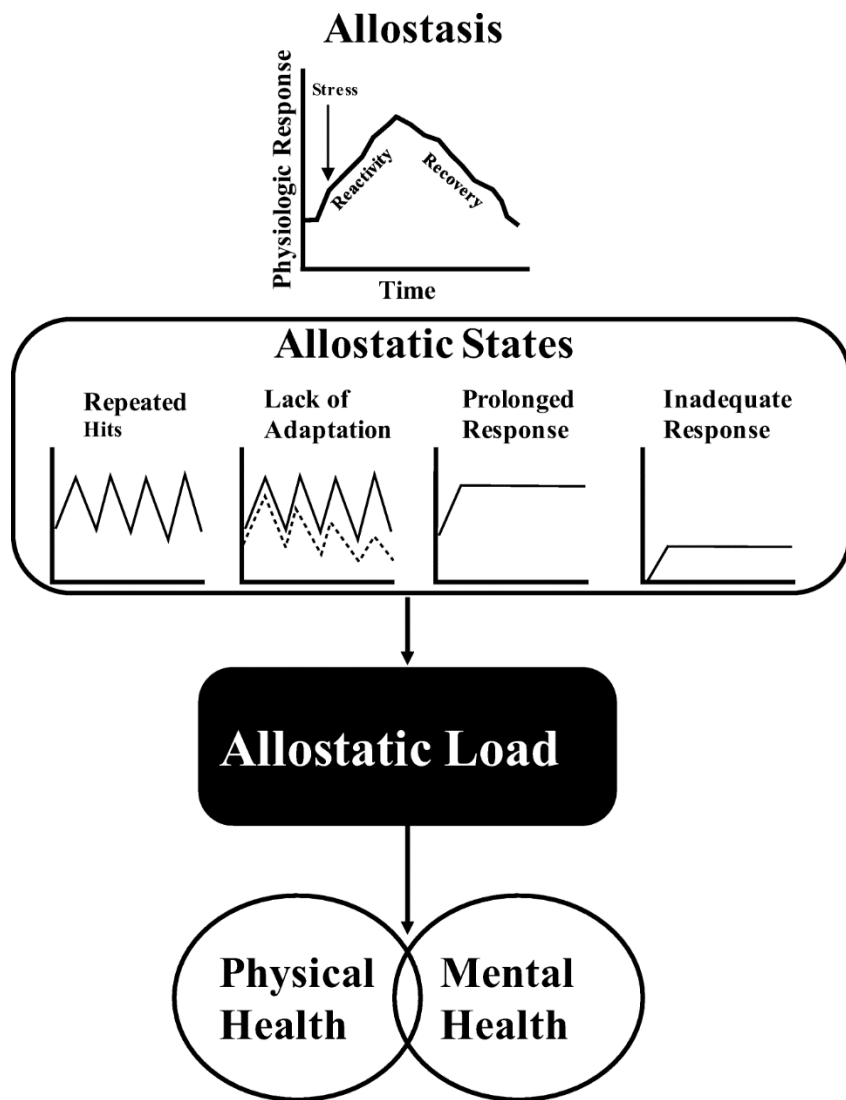 Allostasis
Physiologic Response
Stress
Reactivity
Recovery
Time
Allostatic States
Repeated
Hits
Lack of
Adaptation
Prolonged
Response
Inadequate
Response
Allostatic Load
Physical
Health
Mental
Health